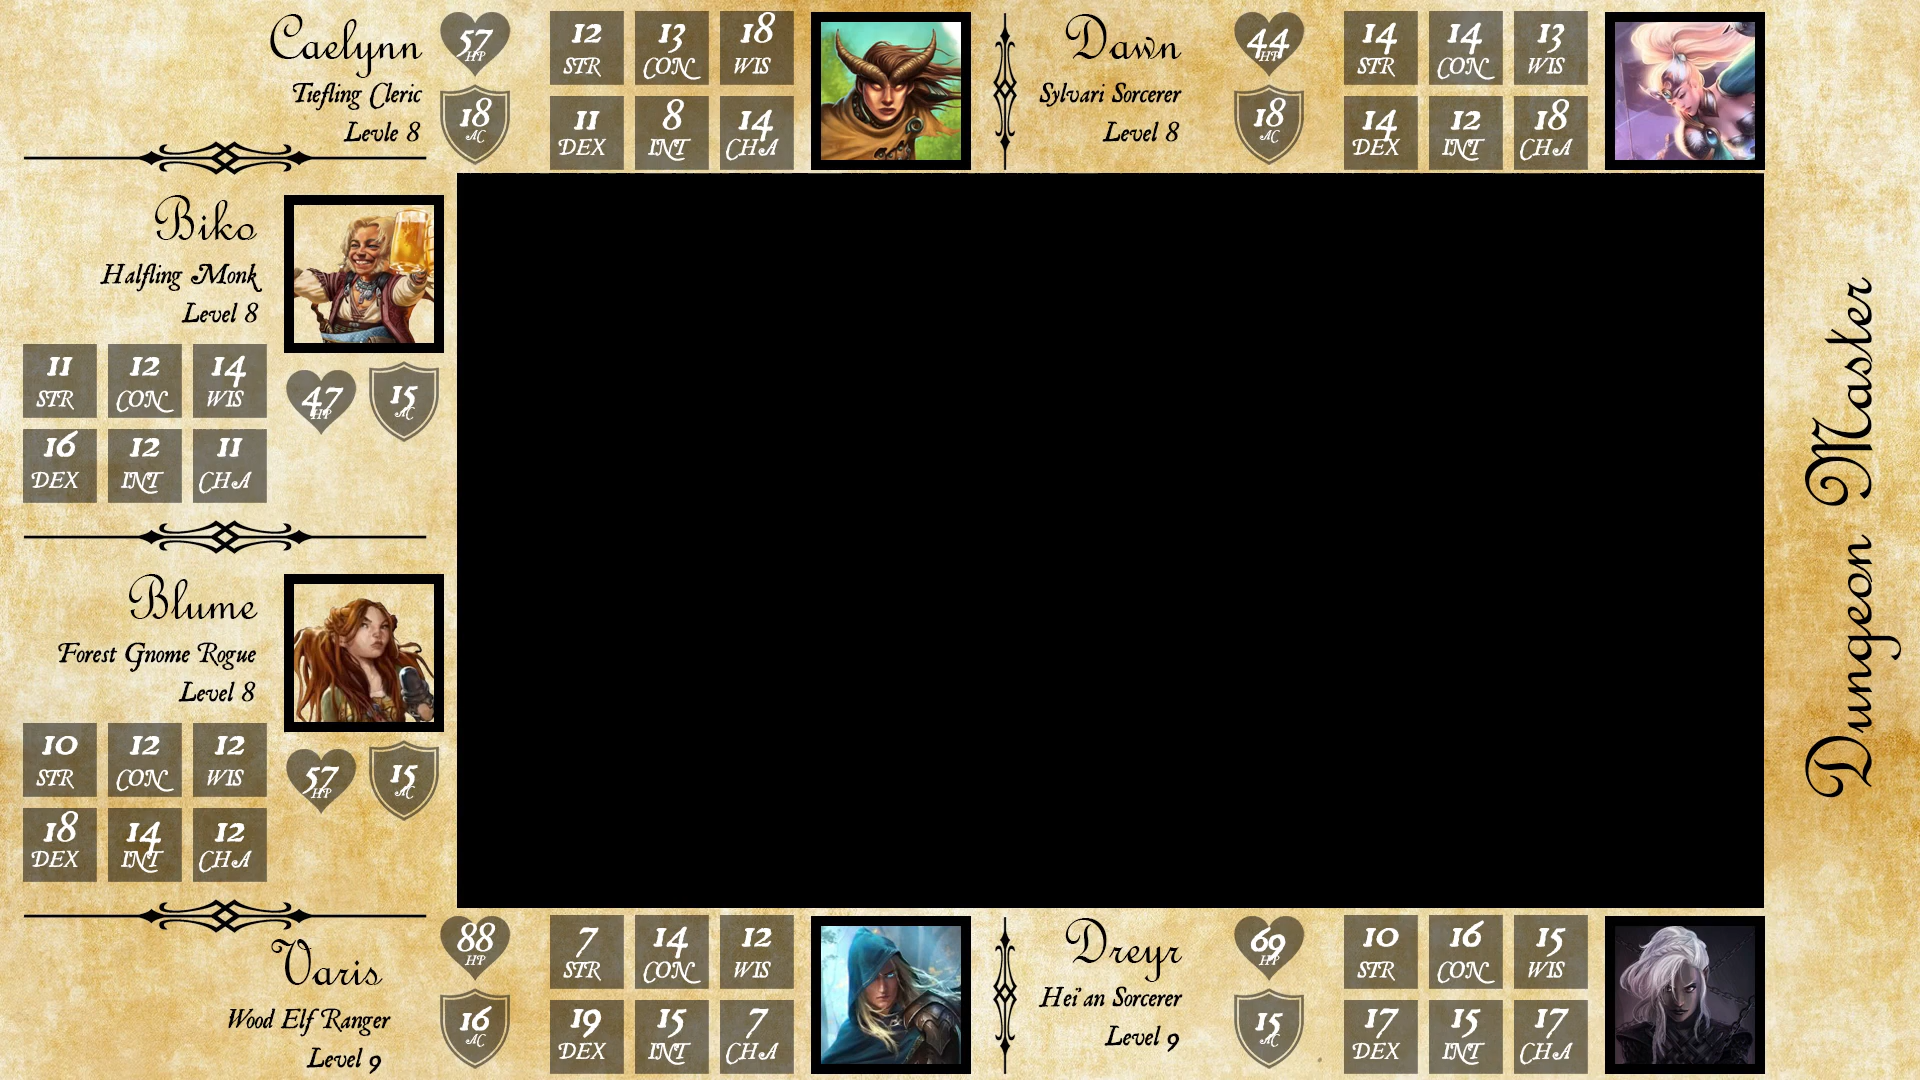 Caelynn
Tiefling Cleric
Levle 8
57
HP
18
AC
12
STR
13
CON
18
WIS
11
DEX
8
INT
14
CHA
Dawn
Sylvari Sorcerer
Level 8
44
HP
18
AC
14
STR
14
CON
13
WIS
14
DEX
12
INT
18
CHA
Biko
Halfling Monk
Level 8
11
STR
12
CON
14
WIS
16
DEX
12
INT
11
CHA
47
HP
15
AC
Blume
Forest Gnome Rogue
Level 8
10
STR
12
CON
12
WIS
18
DEX
14
INT
12
CHA
57
HP
15
AC
Varis
Wood Elf Ranger
Level 9
88
HP
16
AC
7
STR
14
CON
12
WIS
19
DEX
15
INT
7
CHA
Dreyr
Hei'an Sorcerer
Level 9
69
HP
15
AC
10
STR
16
CON
15
WIS
17
DEX
15
INT
17
CHA
Dungeon Master